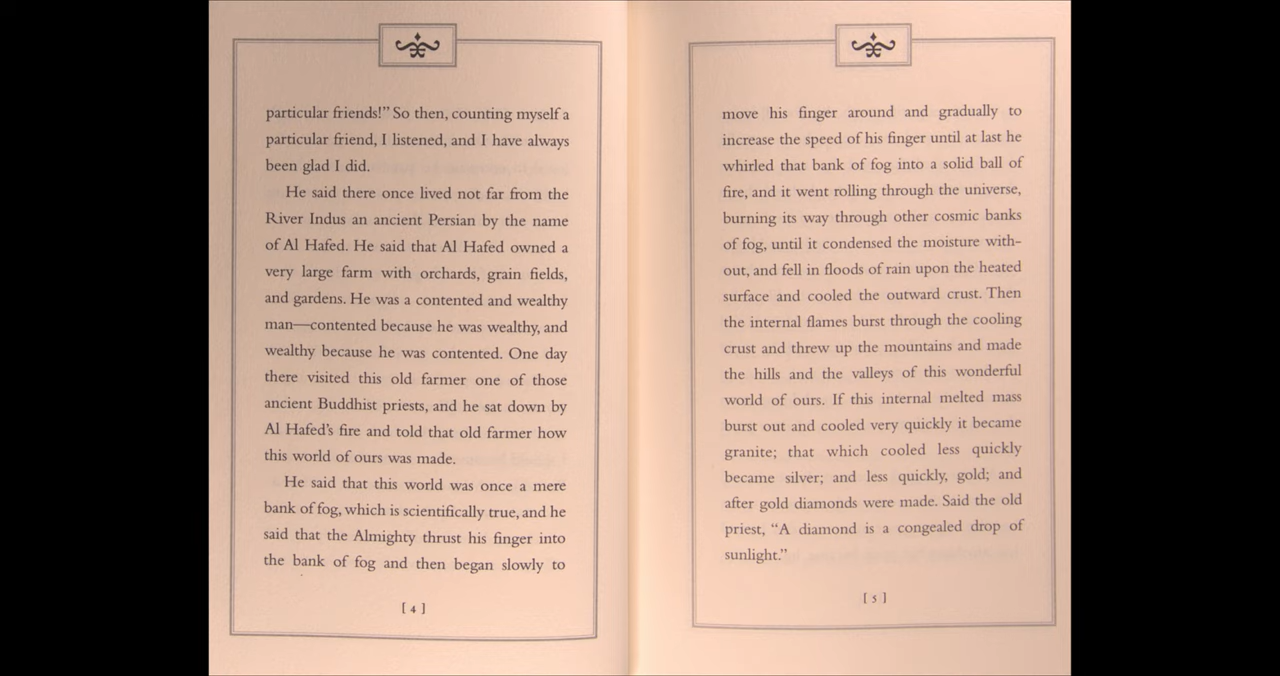 particular friends!” So then, counting myself a
particular friend, I listened, and I have always
been glad I did.
He said there once lived not far from the
River Indus an ancient Persian by the name
of Al Hafed. He said that Al Hafed owned a
very large farm with orchards, grain fields,
and gardens. He was a contented and wealthy
man—contented because he was wealthy, and
wealthy because he was contented. One day
there visited this old farmer one of those
ancient Buddhist priests, and he sat down by
Al Hafed’s fire and told that old farmer how
this world of ours was made.
He said that this world was once a mere
bank of fog, which is scientifically true, and he
said that the Almighty thrust his finger into
the bank of fog and then began slowly to
[ 4 ]
move his finger around and gradually to
increase the speed of his finger until at last he
whirled that bank of fog into a solid ball of
fire, and it went rolling through the universe,
burning its way through other cosmic banks
of fog, until it condensed the moisture with-
out, and fell in floods of rain upon the heated
surface and cooled the outward crust. Then
the internal flames burst through the cooling
crust and threw up the mountains and made
the hills and the valleys of this wonderful
world of ours. If this internal melted mass
burst out and cooled very quickly it became
granite; that which cooled less quickly
became silver; and less quickly, gold; and
after gold diamonds were made. Said the old
priest, “A diamond is a congealed drop of
sunlight.”
[ 5 ]